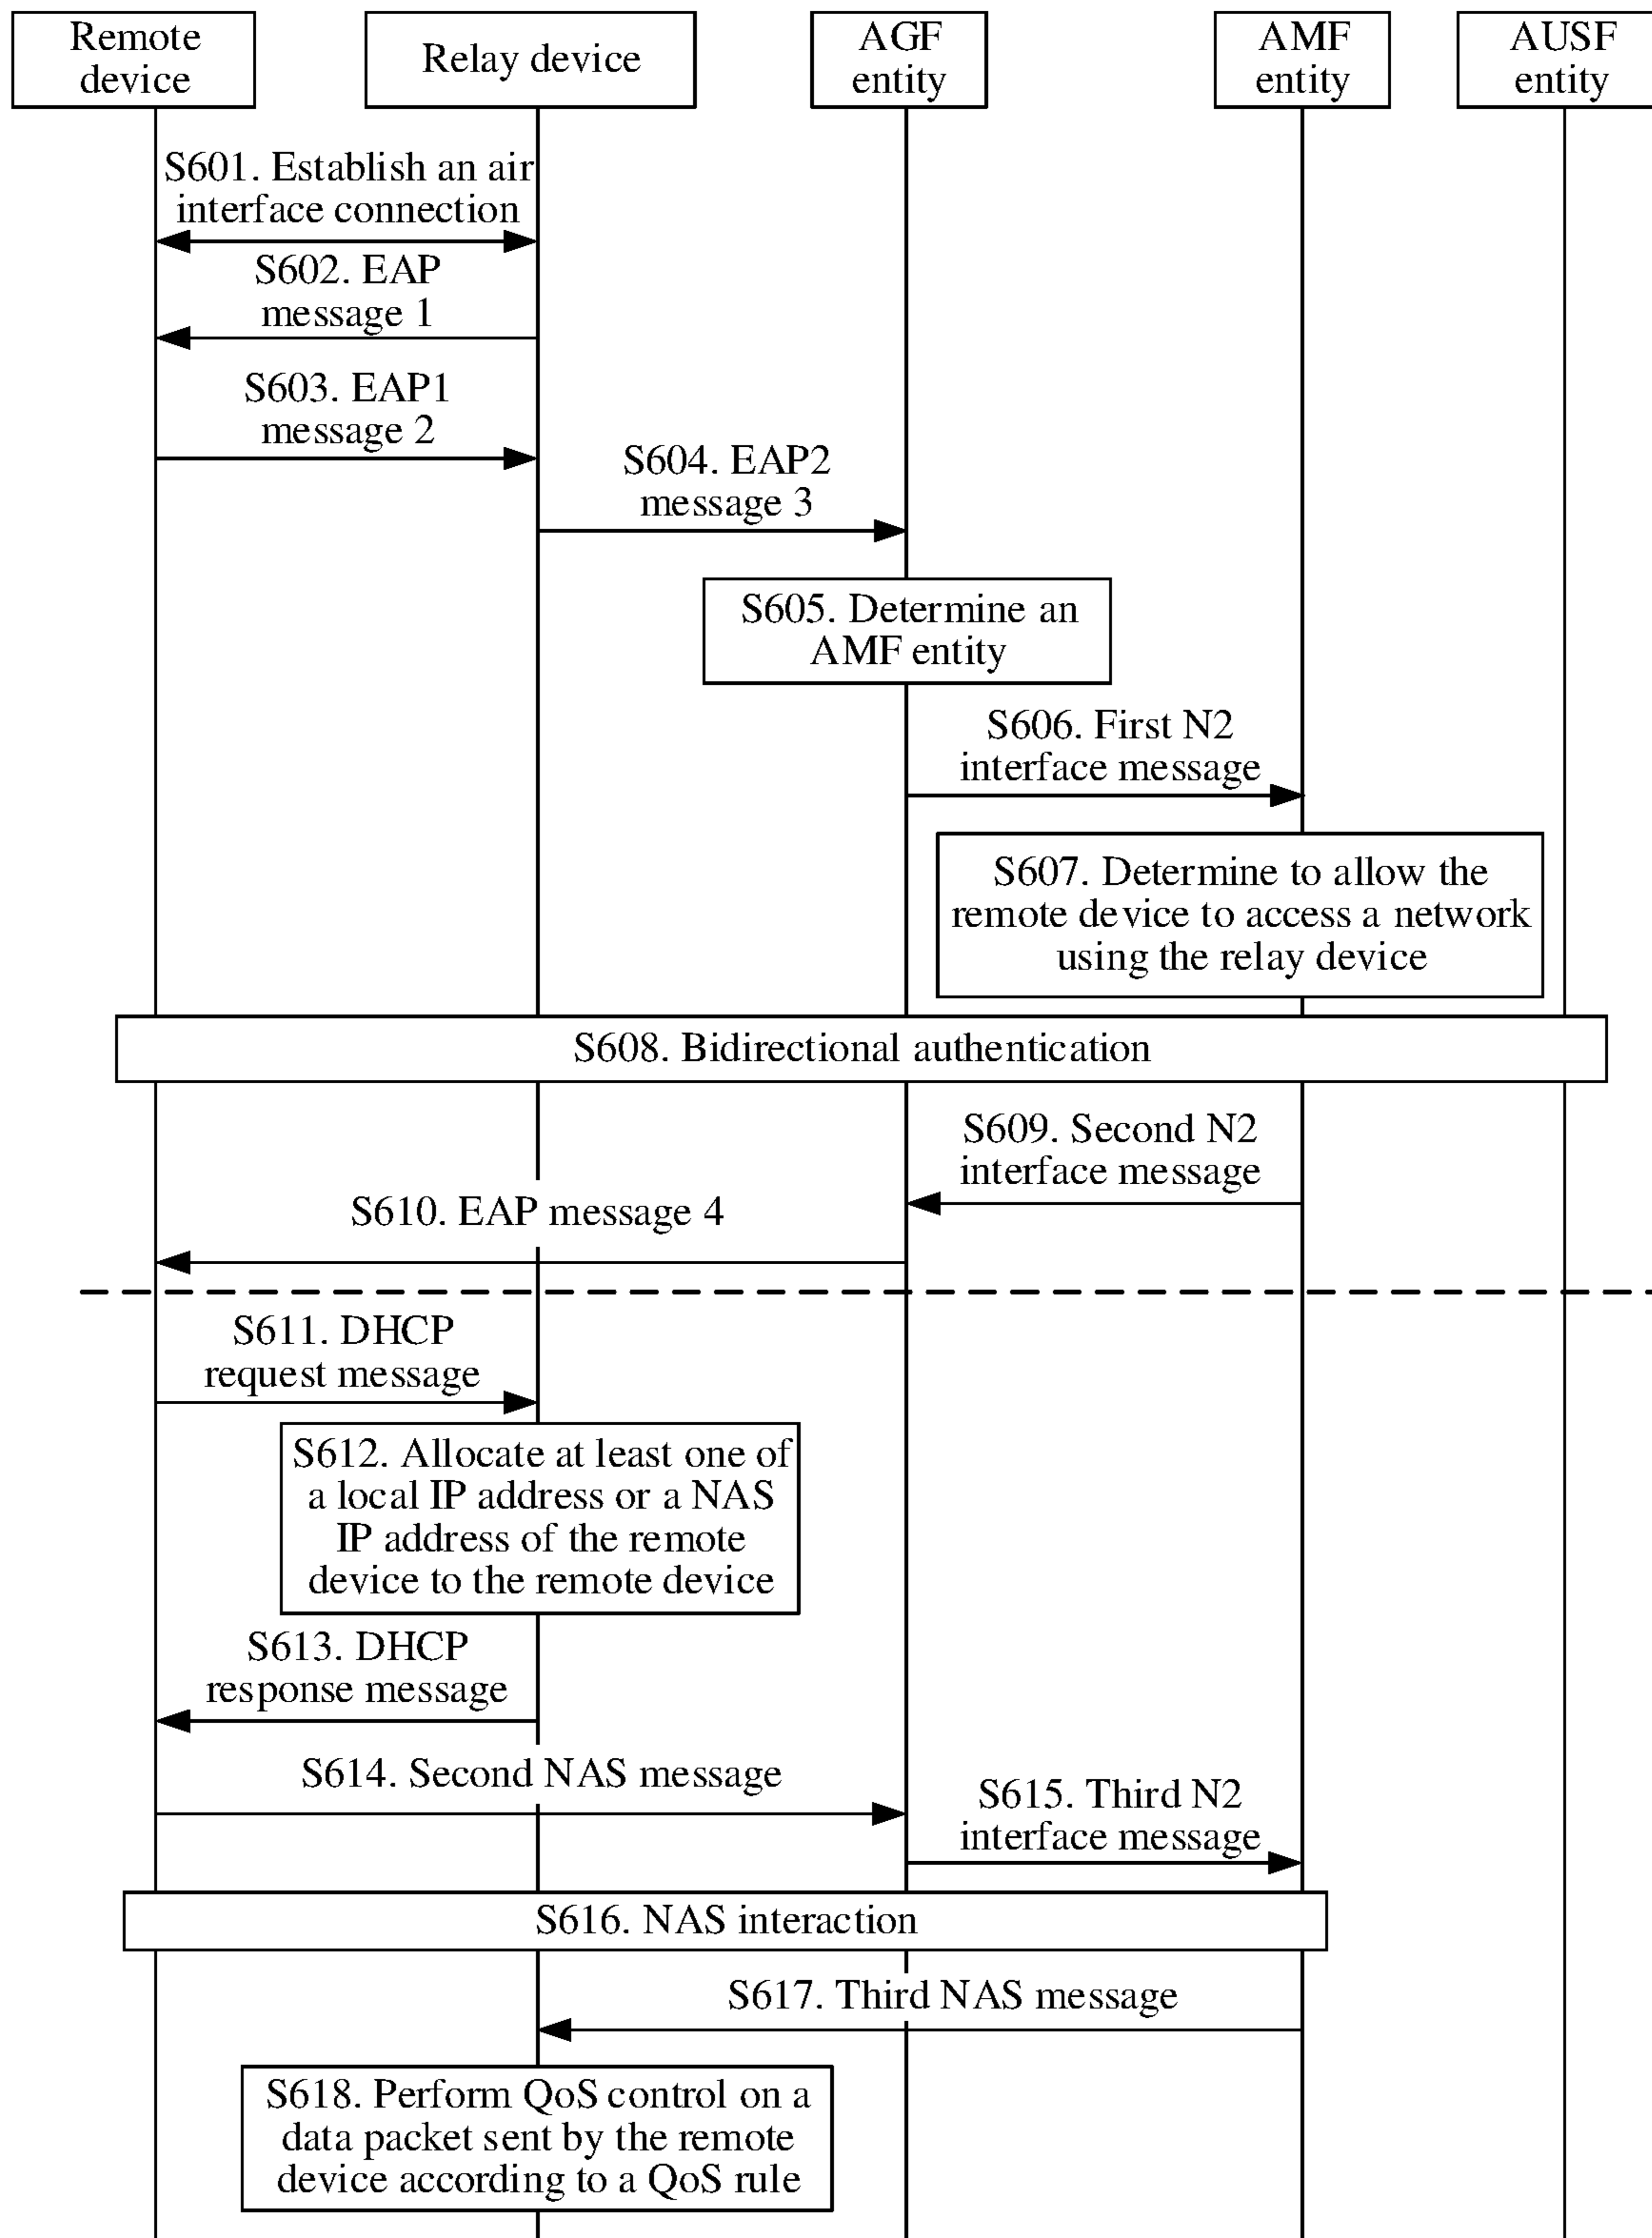 Remote
device
Relay device
AGF
entity
AMF
entity
AUSF
entity
S601. Establish an air
interface connection
S602. EAP
message 1
S603. EAP1
message 2
S604. EAP2
message 3
S605. Determine an
AMF entity
S606. First N2
interface message
S607. Determine to allow the
remote device to access a network
using the relay device
S608. Bidirectional authentication
S609. Second N2
interface message
S610. EAP message 4
S611. DHCP
request message
S612. Allocate at least one of
a local IP address or a NAS
IP address of the remote
device to the remote device
S613. DHCP
response message
S614. Second NAS message
S615. Third N2
interface message
S616. NAS interaction
S617. Third NAS message
S618. Perform QoS control on a
data packet sent by the remote
device according to a QoS rule